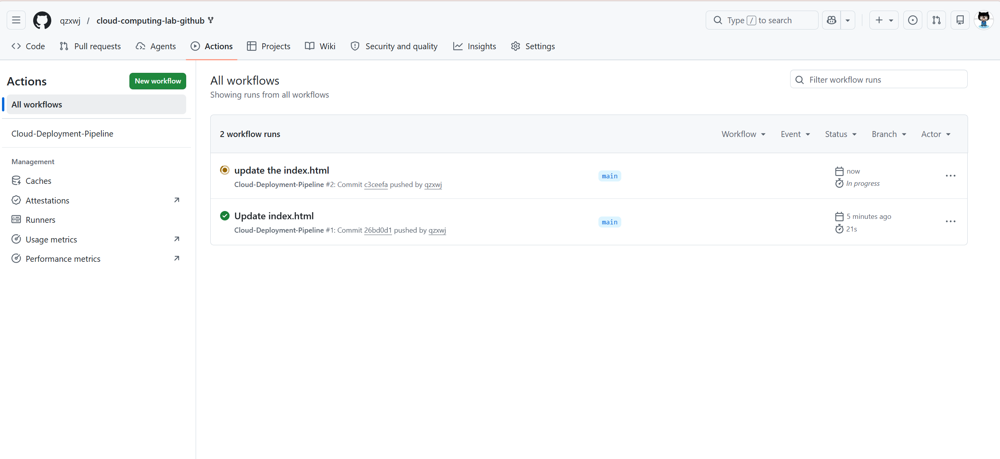 qzxwj / cloud-computing-lab-github
Type / to search
Code Pull requests Agents Actions Projects Wiki Security and quality Insights Settings
Actions
New workflow
All workflows
Cloud-Deployment-Pipeline
Management
Caches
Attestations
Runners
Usage metrics
Performance metrics
All workflows
Showing runs from all workflows
Filter workflow runs
2 workflow runs
Workflow Event Status Branch Actor
update the index.html
Cloud-Deployment-Pipeline #2: Commit c3ceefa pushed by qzxwj
main
now
In progress
Update index.html
Cloud-Deployment-Pipeline #1: Commit 26bd0d1 pushed by qzxwj
main
5 minutes ago
21s